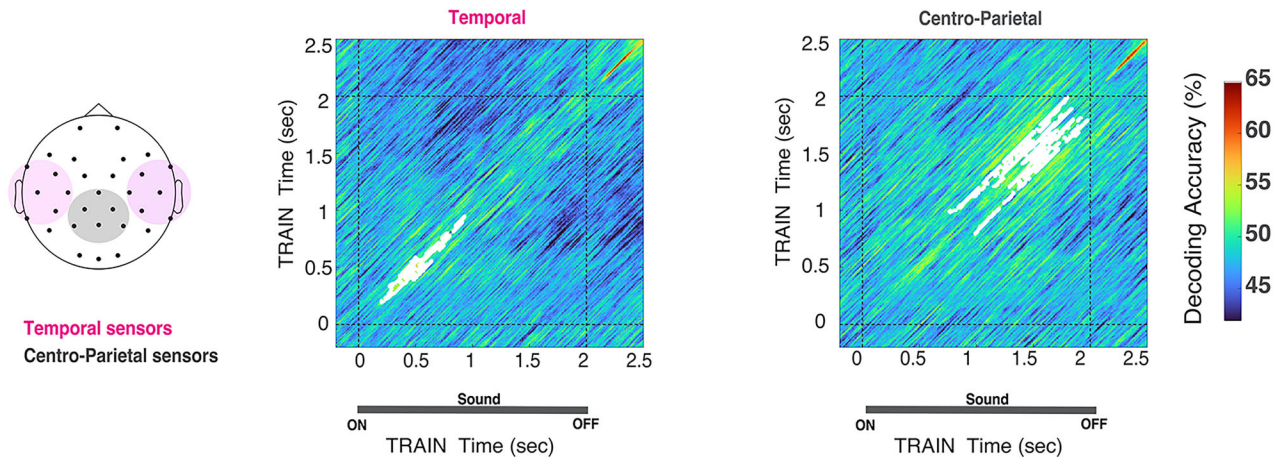 Temporal
Centro-Parietal
2.5
2
1.5
1
0.5
0
TRAIN Time (sec)
0 0.5 1 1.5 2 2.5
Sound
ON OFF
TRAIN Time (sec)
2.5
2
1.5
1
0.5
0
TRAIN Time (sec)
0 0.5 1 1.5 2 2.5
Sound
ON OFF
TRAIN Time (sec)
65
60
55
50
45
Decoding Accuracy (%)
Temporal sensors
Centro-Parietal sensors